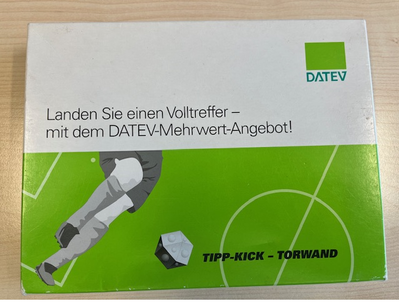 DATEV
Landen Sie einen Volltreffer –
mit dem DATEV-Mehrwert-Angebot!
TIPP-KICK – TORWAND